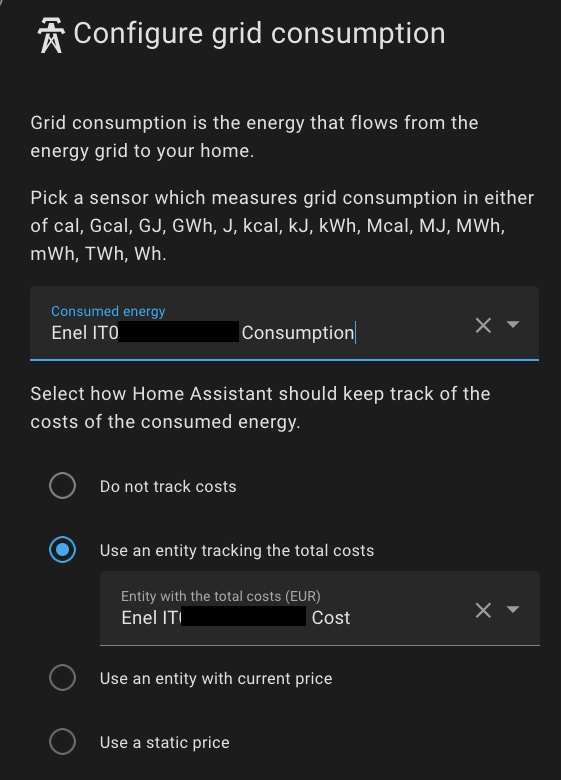 Configure grid consumption
Grid consumption is the energy that flows from the
energy grid to your home.
Pick a sensor which measures grid consumption in either
of cal, Gcal, GJ, GWh, J, kcal, kJ, kWh, Mcal, MJ, MWh,
mWh, TWh, Wh.
Consumed energy
Enel IT0 Consumption
Select how Home Assistant should keep track of the
costs of the consumed energy.
Do not track costs
Use an entity tracking the total costs
Entity with the total costs (EUR)
Enel IT Cost
Use an entity with current price
Use a static price